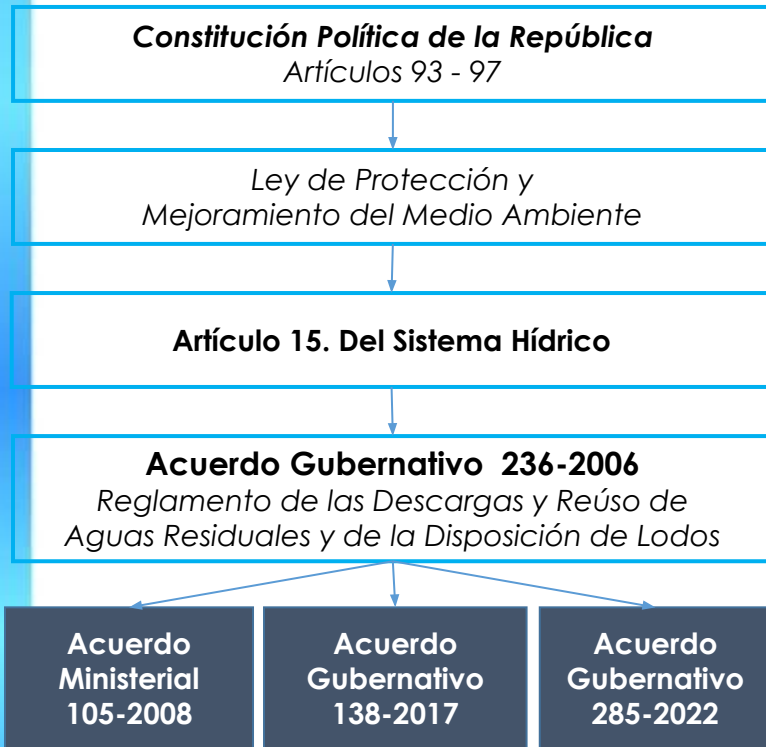 Constitución Política de la República
Artículos 93 - 97
Ley de Protección y
Mejoramiento del Medio Ambiente
Artículo 15. Del Sistema Hídrico
Acuerdo Gubernativo 236-2006
Reglamento de las Descargas y Reúso de
Aguas Residuales y de la Disposición de Lodos
Acuerdo
Ministerial
105-2008
Acuerdo
Gubernativo
138-2017
Acuerdo
Gubernativo
285-2022